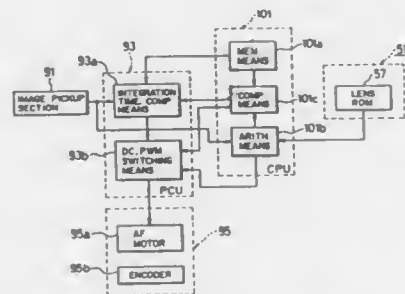 101
93
93a
91
IMAGE PICKUP
SECTION
INTEGRATION
TIME. COMP
MEANS
MEM
MEANS
101a
COMP
MEANS
101c
57
LENS
ROM
101b
93b
DC. PWM
SWITCHING
MEANS
ARITH
MEANS
PCU
CPU
95a
AF
MOTOR
95
95b
ENCODER